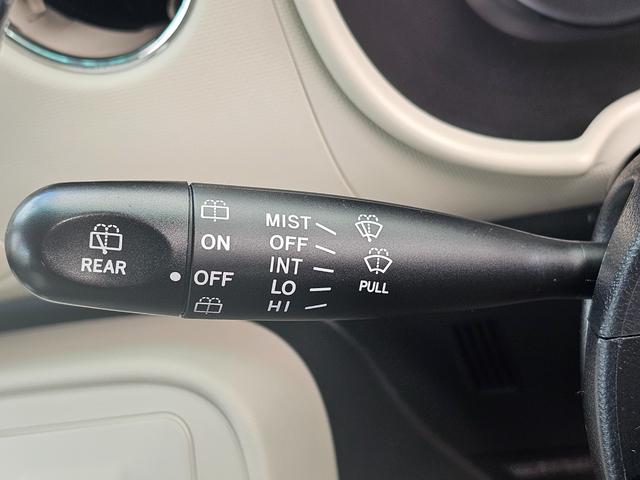 REAR
ON
OFF
MIST
OFF
INT
LO
HI
PULL